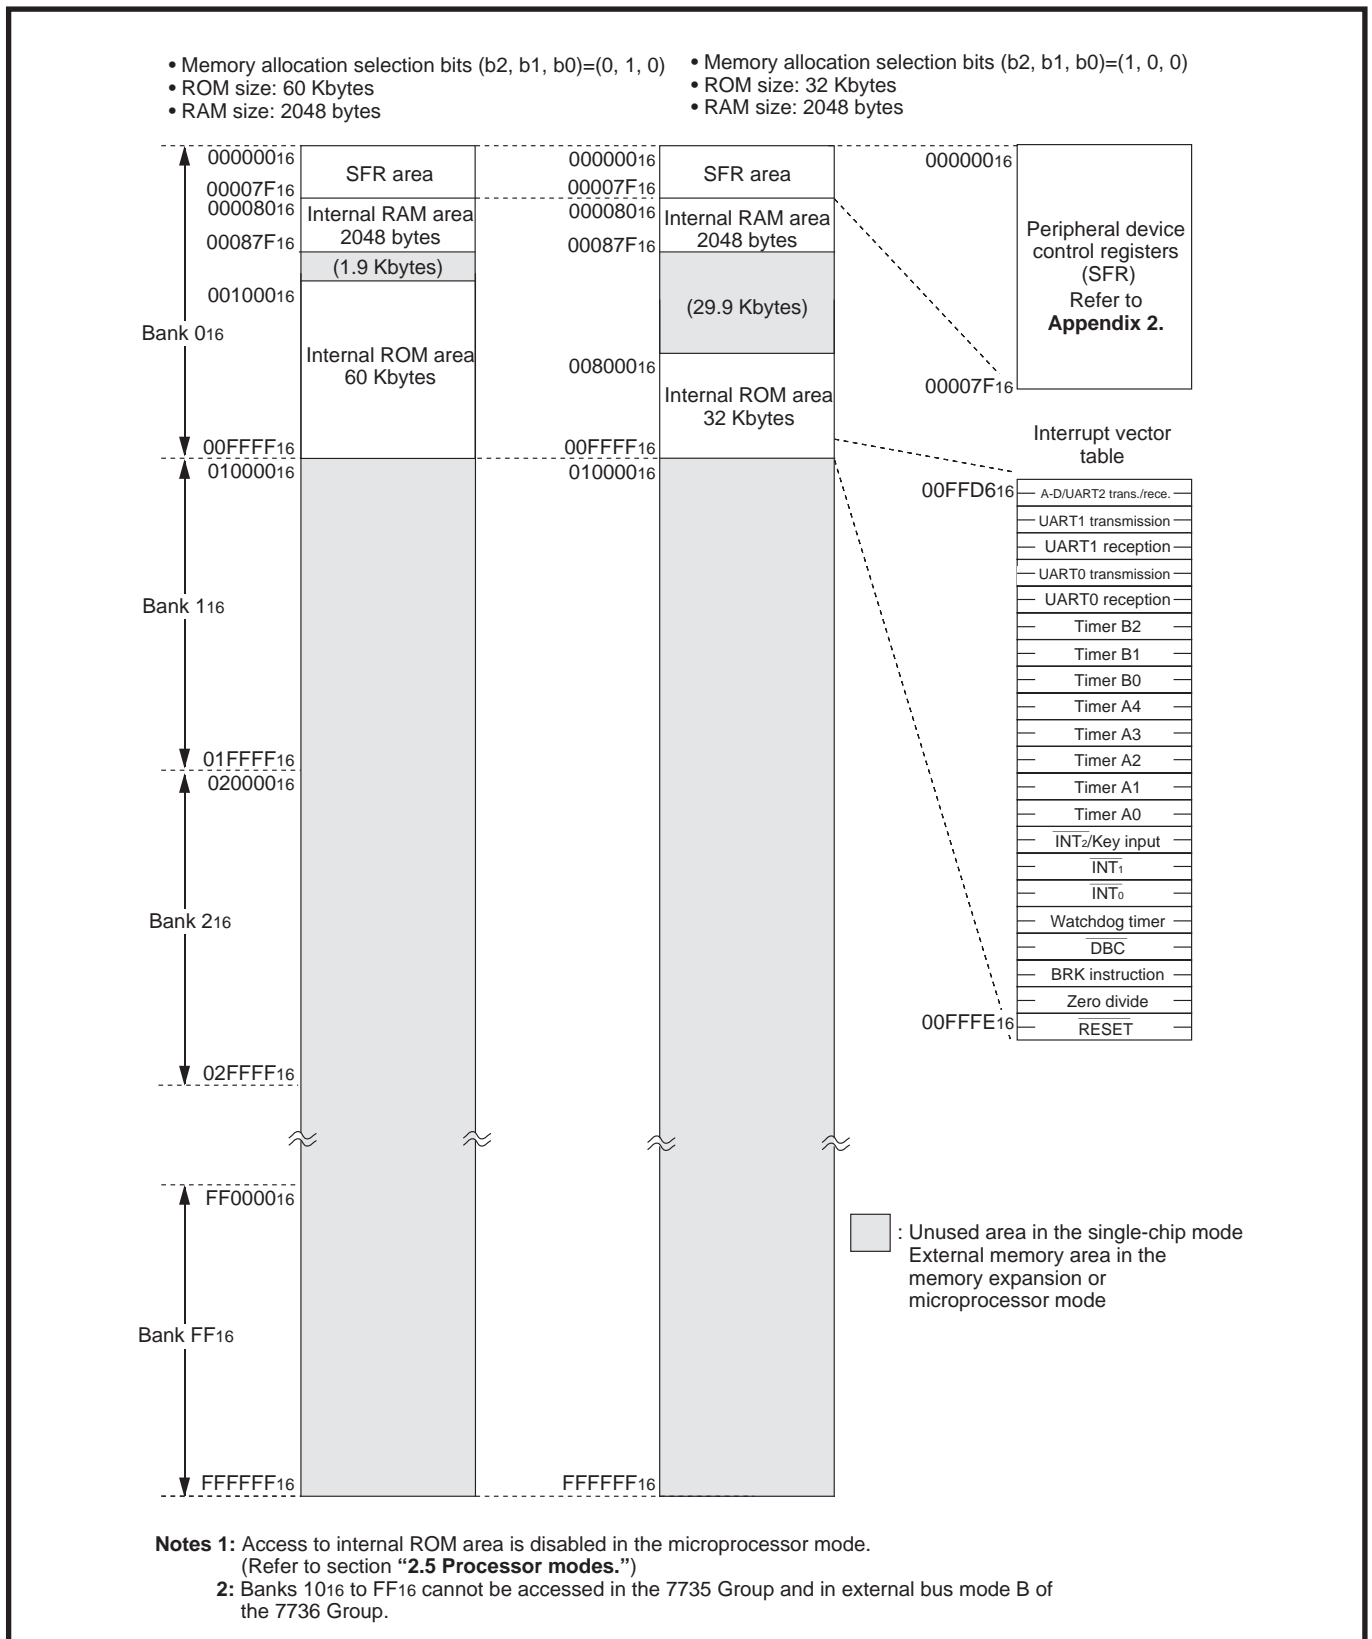 • Memory allocation selection bits (b2, b1, b0)=(0, 1, 0)
• ROM size: 60 Kbytes
• RAM size: 2048 bytes
• Memory allocation selection bits (b2, b1, b0)=(1, 0, 0)
• ROM size: 32 Kbytes
• RAM size: 2048 bytes
00000016
00007F16
00008016
00087F16
00100016
00FFFF16
01000016
01FFFF16
02000016
02FFFF16
FF000016
FFFFFF16
Bank 016
Bank 116
Bank 216
Bank FF16
SFR area
Internal RAM area
2048 bytes
(1.9 Kbytes)
Internal ROM area
60 Kbytes
00000016
00007F16
00008016
00087F16
00800016
00FFFF16
01000016
FFFFFF16
SFR area
Internal RAM area
2048 bytes
(29.9 Kbytes)
Internal ROM area
32 Kbytes
00000016
00007F16
Peripheral device
control registers
(SFR)
Refer to
Appendix 2.
Interrupt vector
table
00FFD616
A-D/UART2 trans./rece.
UART1 transmission
UART1 reception
UART0 transmission
UART0 reception
Timer B2
Timer B1
Timer B0
Timer A4
Timer A3
Timer A2
Timer A1
Timer A0
INT2/Key input
INT1
INT0
Watchdog timer
DBC
BRK instruction
Zero divide
00FFFE16
RESET
: Unused area in the single-chip mode
External memory area in the
memory expansion or
microprocessor mode
Notes 1: Access to internal ROM area is disabled in the microprocessor mode.
(Refer to section “2.5 Processor modes.”)
2: Banks 1016 to FF16 cannot be accessed in the 7735 Group and in external bus mode B of
the 7736 Group.